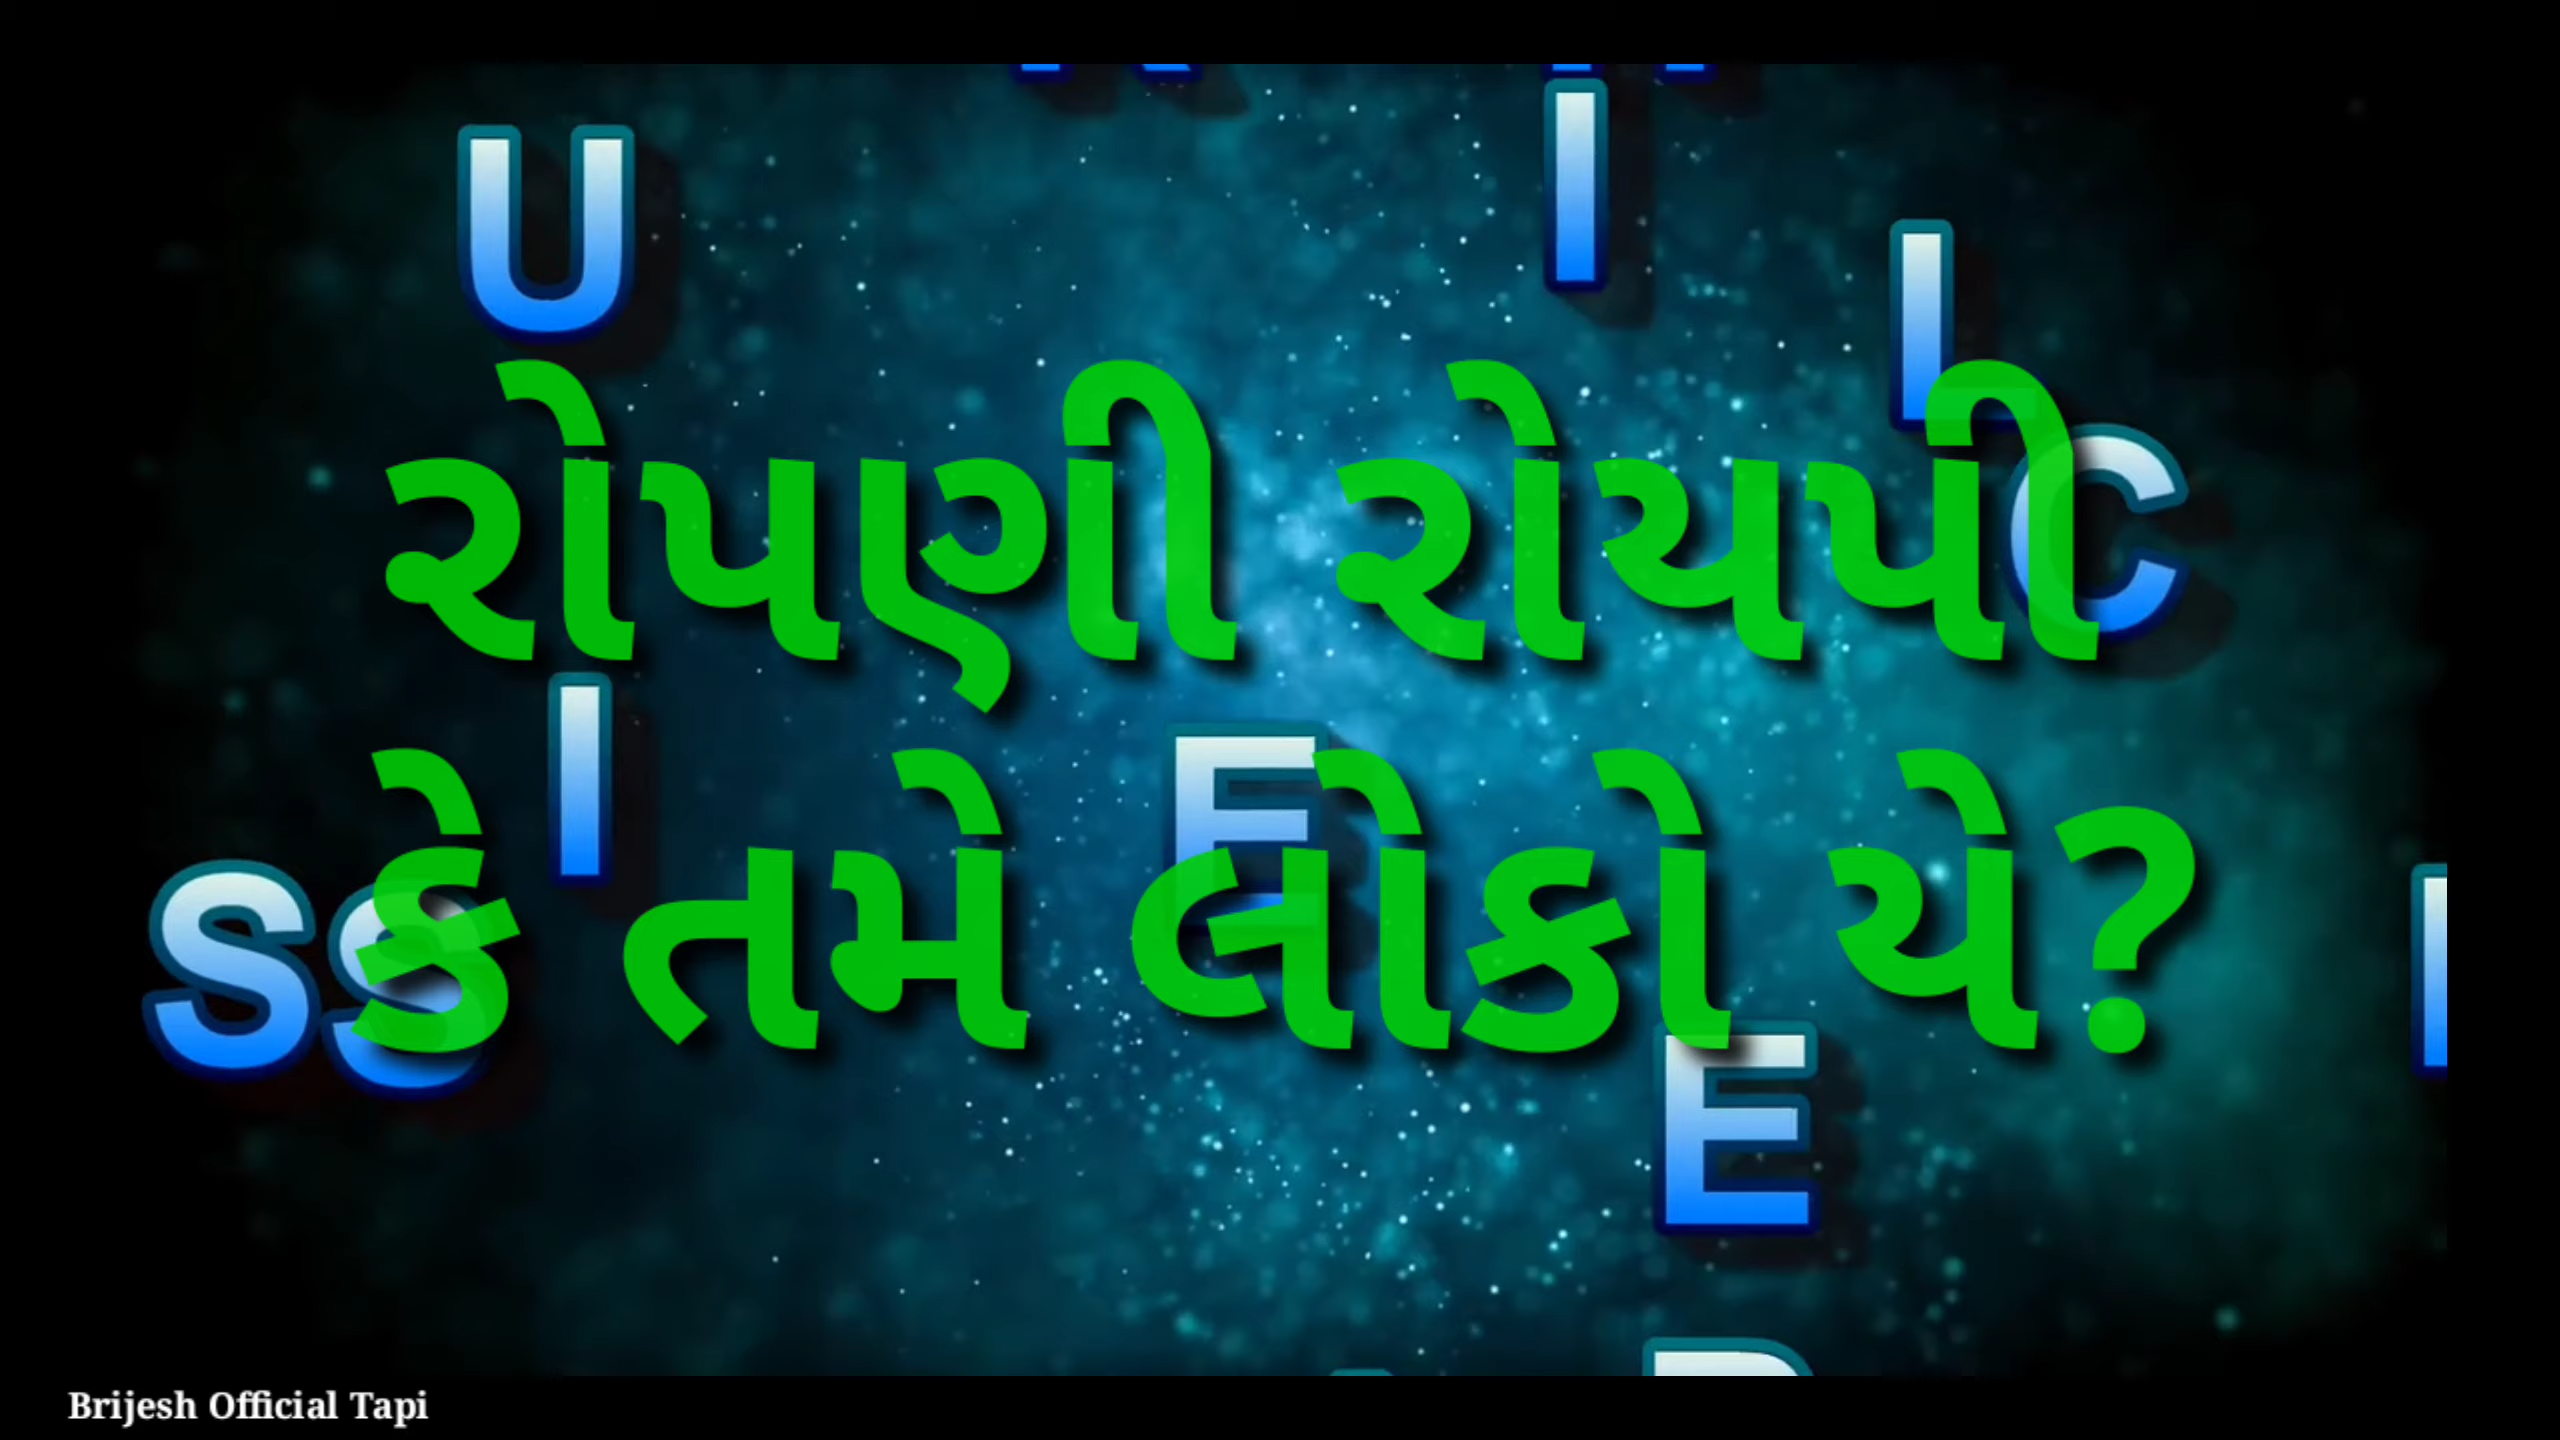 રોપણી રોયપી
કે તમે લોકો યે?
Brijesh Official Tapi